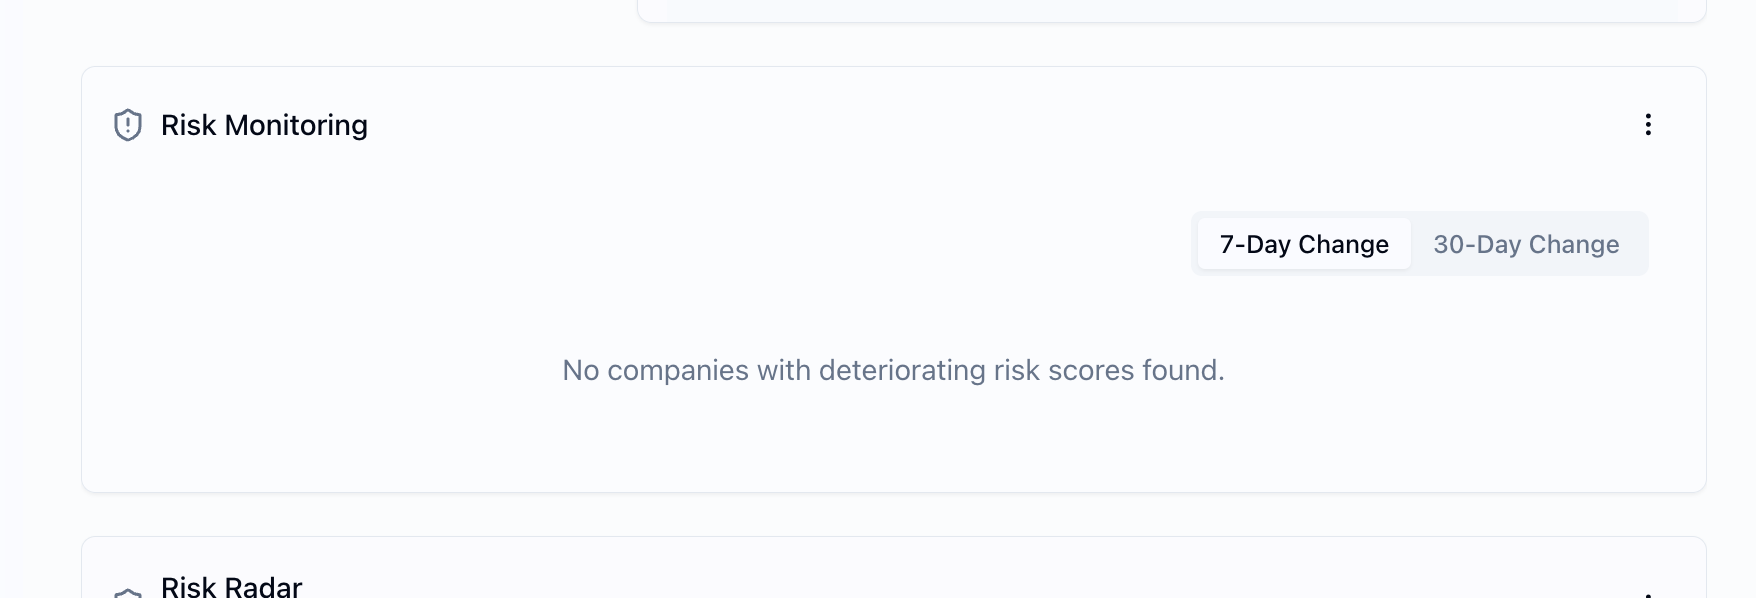 Risk Monitoring
7-Day Change 30-Day Change
No companies with deteriorating risk scores found.
Risk Radar